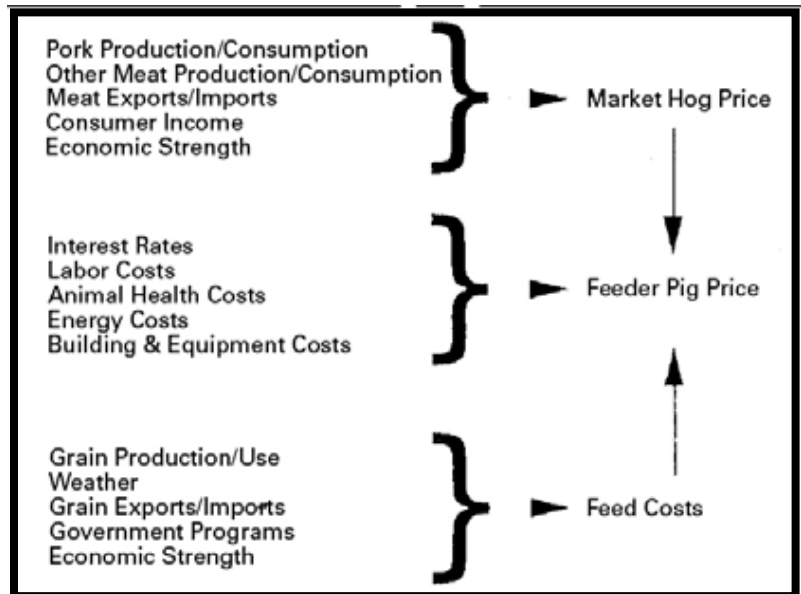 Pork Production/Consumption
Other Meat Production/Consumption
Meat Exports/Imports
Consumer Income
Economic Strength
Market Hog Price
Interest Rates
Labor Costs
Animal Health Costs
Energy Costs
Building & Equipment Costs
Feeder Pig Price
Grain Production/Use
Weather
Grain Exports/Imports
Government Programs
Economic Strength
Feed Costs